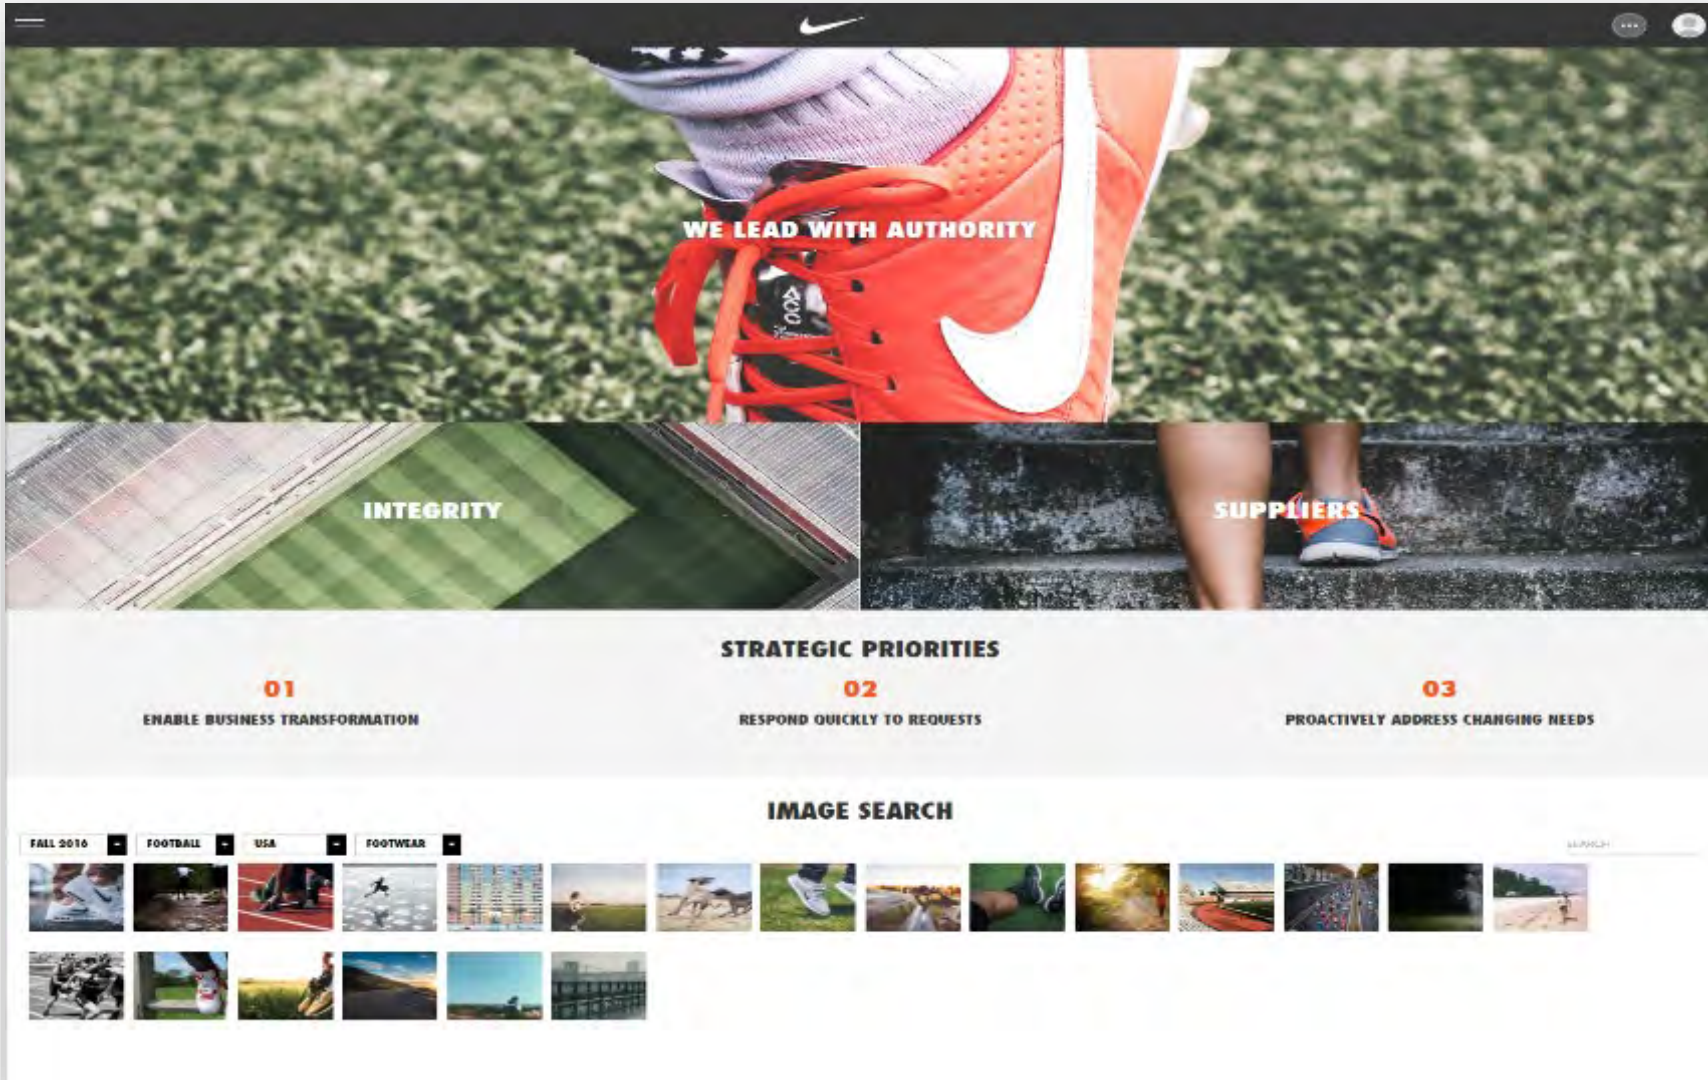 WE LEAD WITH AUTHORITY
INTEGRITY
SUPPLIERS
STRATEGIC PRIORITIES
01
02
03
ENABLE BUSINESS TRANSFORMATION
RESPOND QUICKLY TO REQUESTS
PROACTIVELY ADDRESS CHANGING NEEDS
IMAGE SEARCH
FALL 2016
FOOTBALL
USA
FOOTWEAR
SEARCH